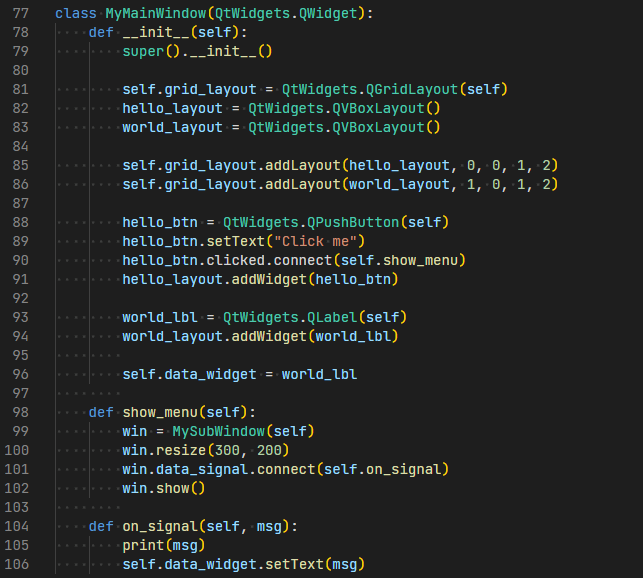 77 class MyMainWindow(QtWidgets.QWidget):
78     def __init__(self):
79         super().__init__()
80
81         self.grid_layout = QtWidgets.QGridLayout(self)
82         hello_layout = QtWidgets.QVBoxLayout()
83         world_layout = QtWidgets.QVBoxLayout()
84
85         self.grid_layout.addLayout(hello_layout, 0, 0, 1, 2)
86         self.grid_layout.addLayout(world_layout, 1, 0, 1, 2)
87
88         hello_btn = QtWidgets.QPushButton(self)
89         hello_btn.setText("Click me")
90         hello_btn.clicked.connect(self.show_menu)
91         hello_layout.addWidget(hello_btn)
92
93         world_lbl = QtWidgets.QLabel(self)
94         world_layout.addWidget(world_lbl)
95
96         self.data_widget = world_lbl
97
98     def show_menu(self):
99         win = MySubWindow(self)
100         win.resize(300, 200)
101         win.data_signal.connect(self.on_signal)
102         win.show()
103
104     def on_signal(self, msg):
105         print(msg)
106         self.data_widget.setText(msg)